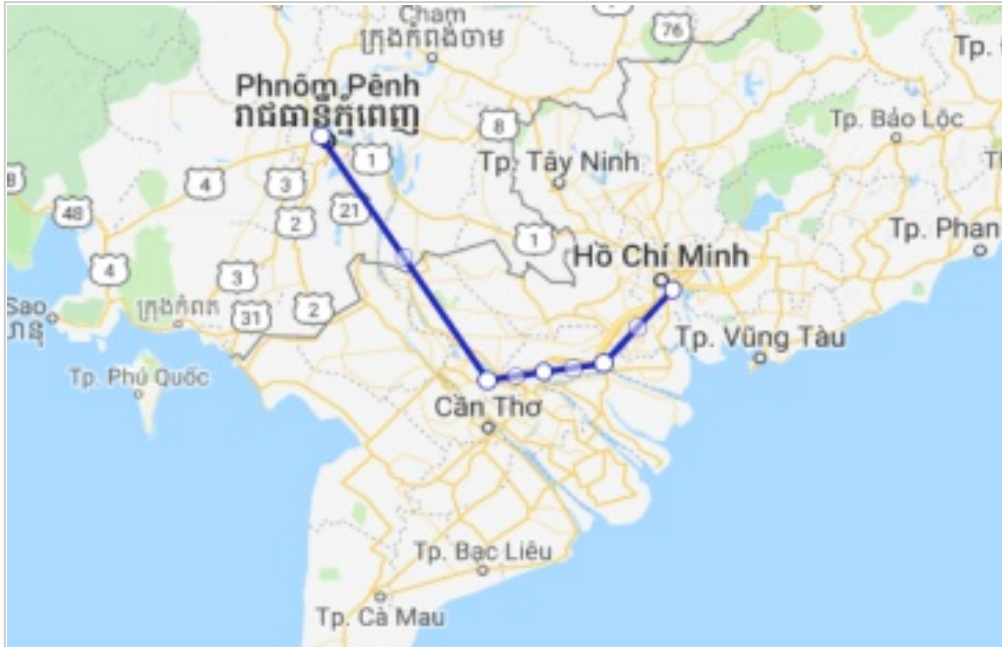 Cham
ក្រុងកំពង់ចាម
76
Phnôm Pênh
រាជធានីភ្នំពេញ
8
1
Tp. Bảo Lộc
Tp. Tây Ninh
4
3
21
48
2
1
Tp. Phan
Hồ Chí Minh
4
3
2
Sao
ក្រុងកំពត
31
Tp. Vũng Tàu
Tp. Phú Quốc
Cần Thơ
Tp. Bạc Liêu
Tp. Cà Mau